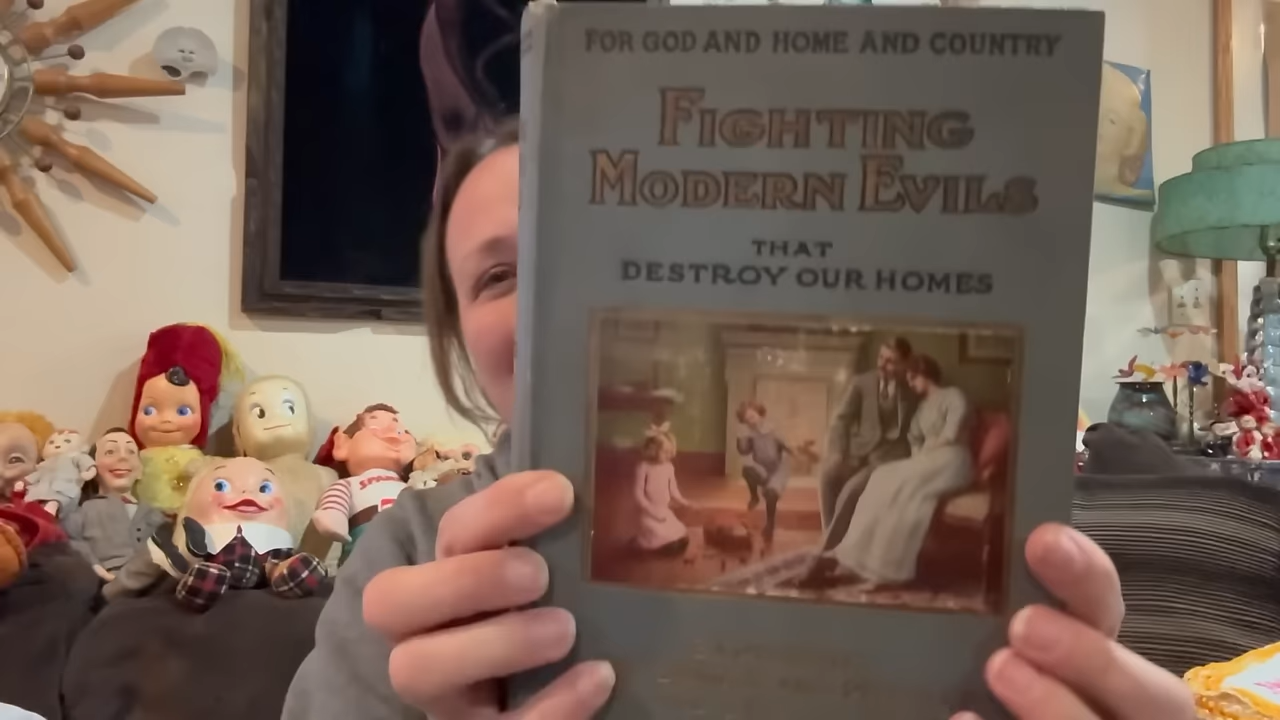 FOR GOD AND HOME AND COUNTRY
FIGHTING
MODERN EVILS
THAT
DESTROY OUR HOMES